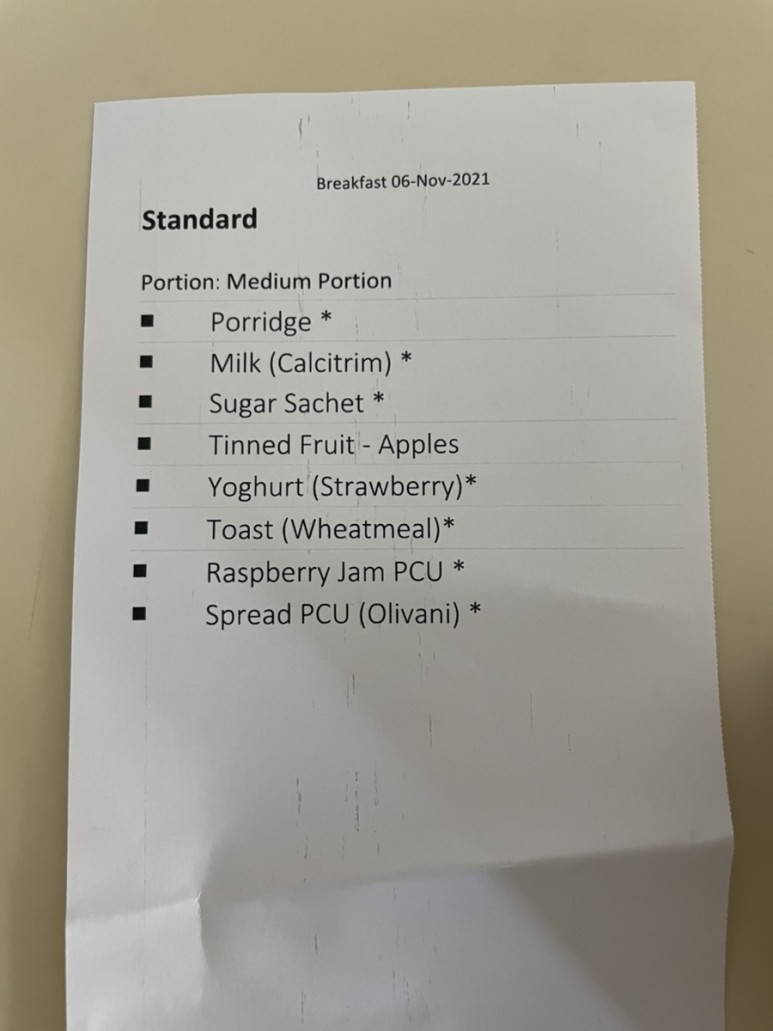 Breakfast 06-Nov-2021
Standard
Portion: Medium Portion
■ Porridge *
■ Milk (Calcitrim) *
■ Sugar Sachet *
■ Tinned Fruit - Apples
■ Yoghurt (Strawberry)*
■ Toast (Wheatmeal)*
■ Raspberry Jam PCU *
■ Spread PCU (Olivani) *